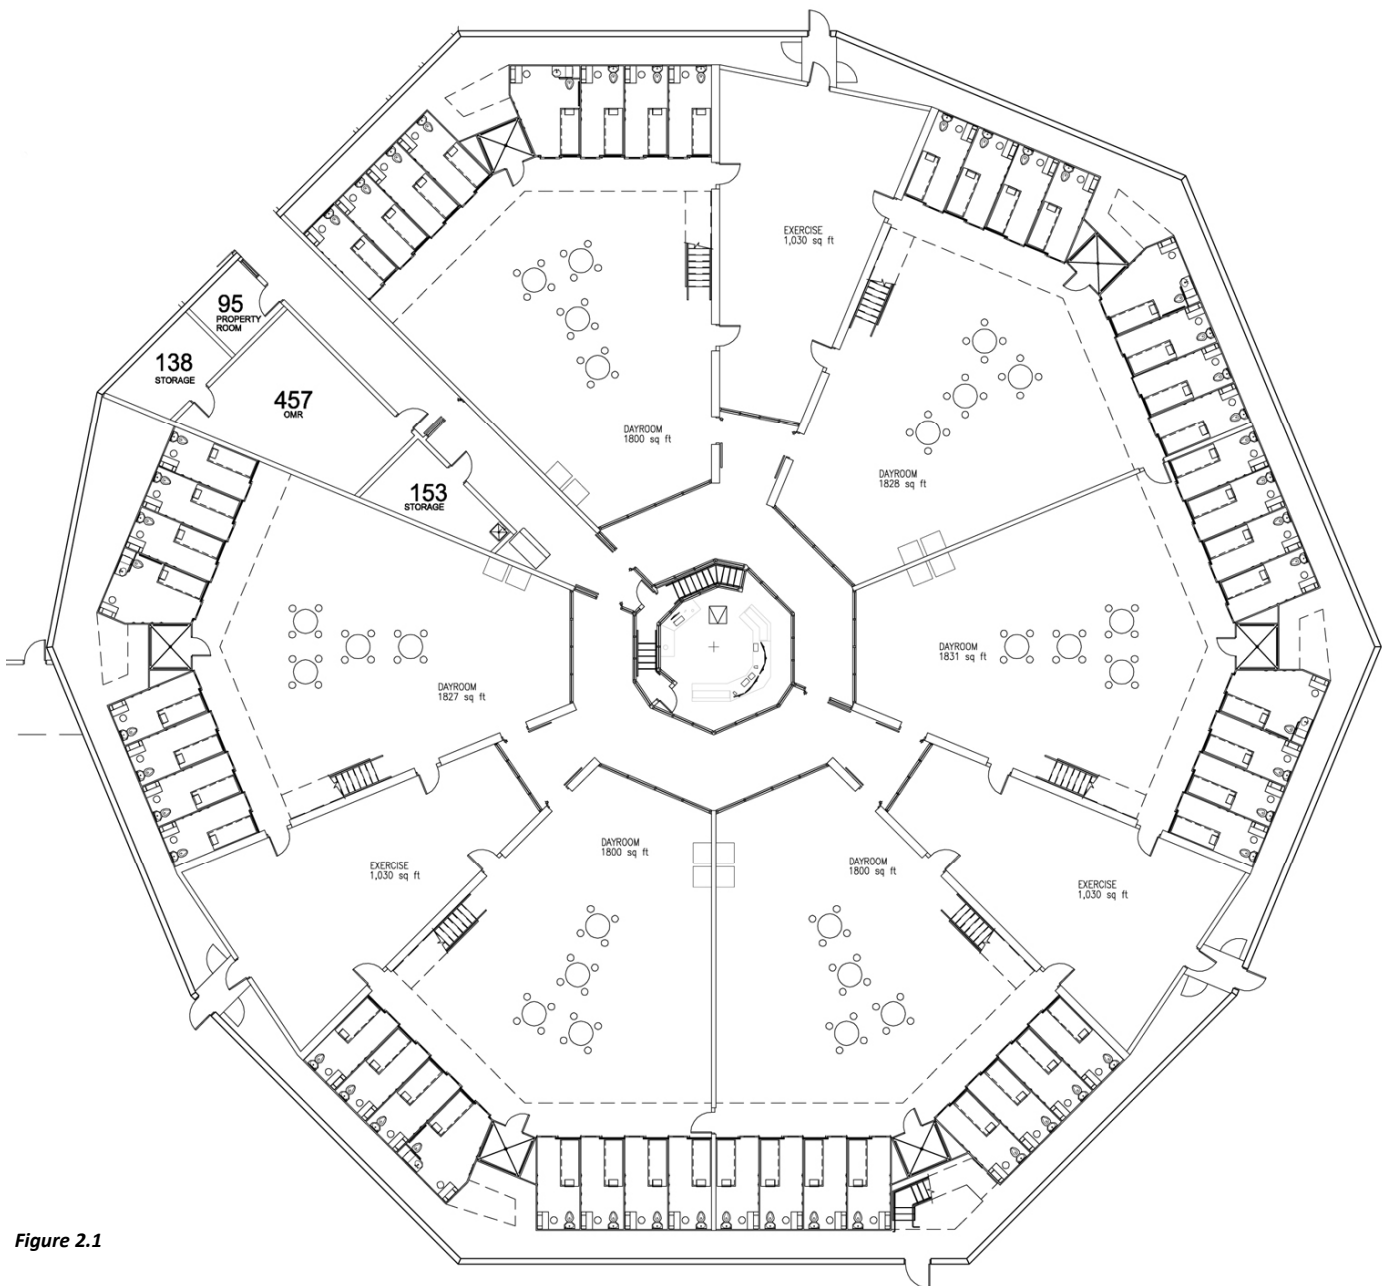 EXERCISE
1,030 sq ft
95
PROPERTY
ROOM
138
STORAGE
457
OMR
DAYROOM
1800 sq ft
DAYROOM
1828 sq ft
153
STORAGE
DAYROOM
1831 sq ft
DAYROOM
1827 sq ft
DAYROOM
1800 sq ft
DAYROOM
1800 sq ft
EXERCISE
1,030 sq ft
EXERCISE
1,030 sq ft
Figure 2.1